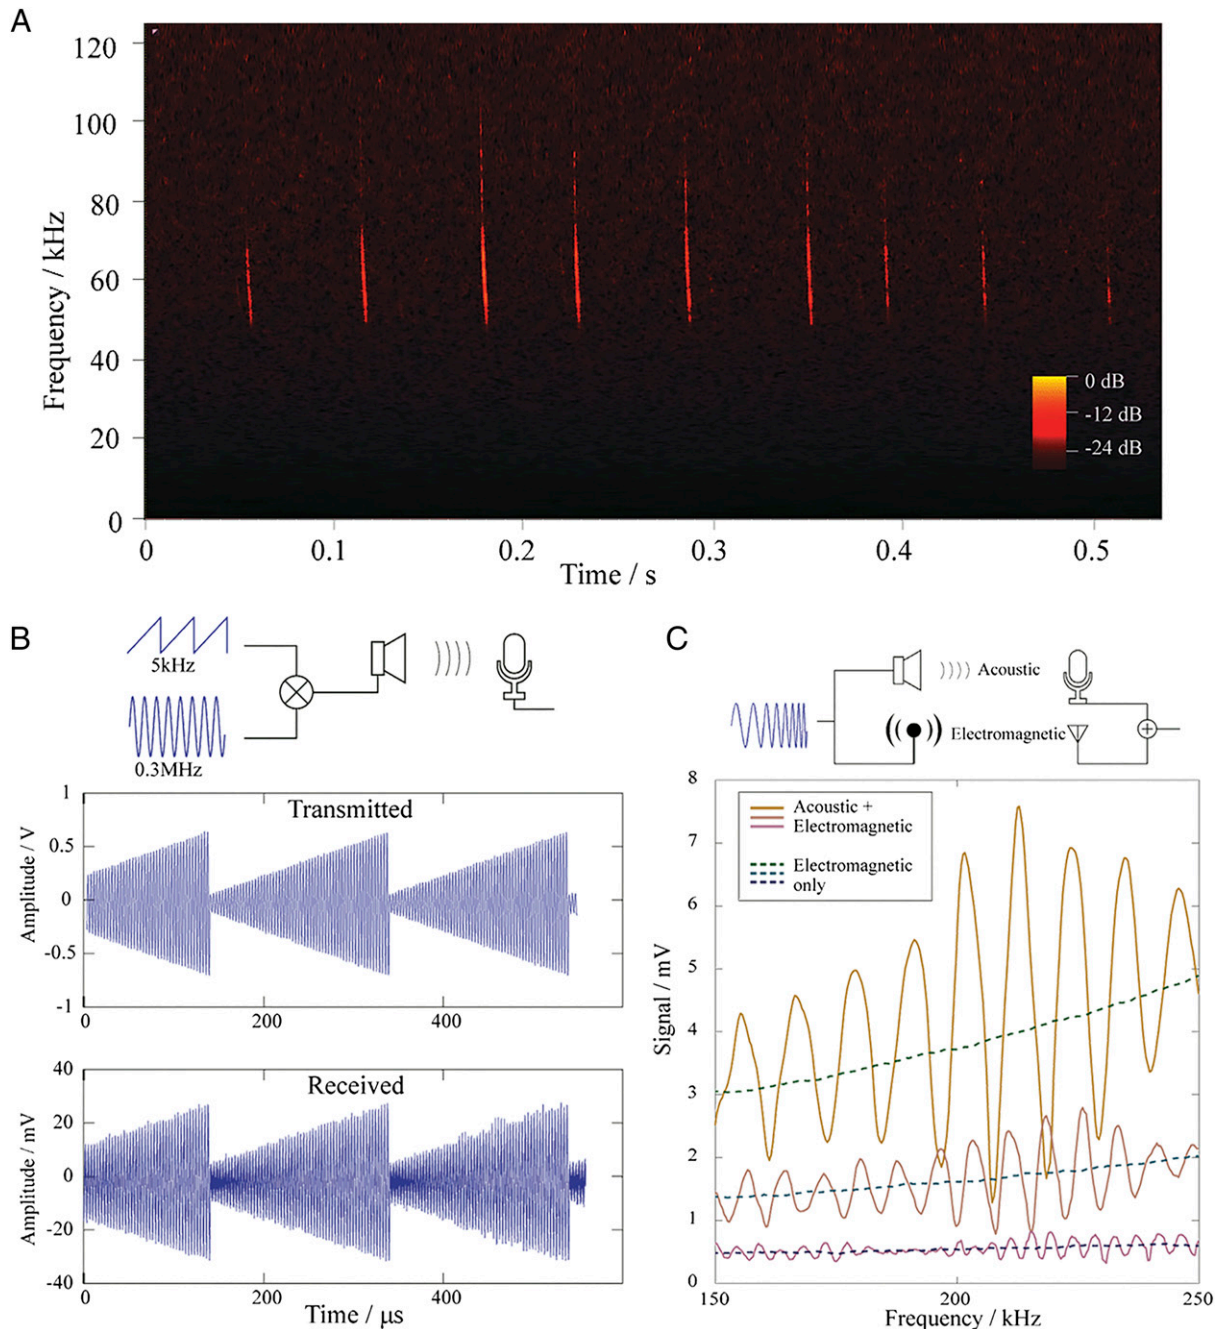 A
120
100
80
60
40
20
0
Frequency / kHz
0 dB
-12 dB
-24 dB
0 0.1 0.2 0.3 0.4 0.5
Time / s
B
5kHz
0.3MHz
Transmitted
1
0.5
0
-0.5
-1
Amplitude / V
0 200 400
Received
40
20
0
-20
-40
Amplitude / mV
0 200 400
Time / μs
C
Acoustic
Electromagnetic
8
7
6
5
4
3
2
1
0
Signal / mV
Acoustic +
Electromagnetic
Electromagnetic
only
150 200 250
Frequency / kHz